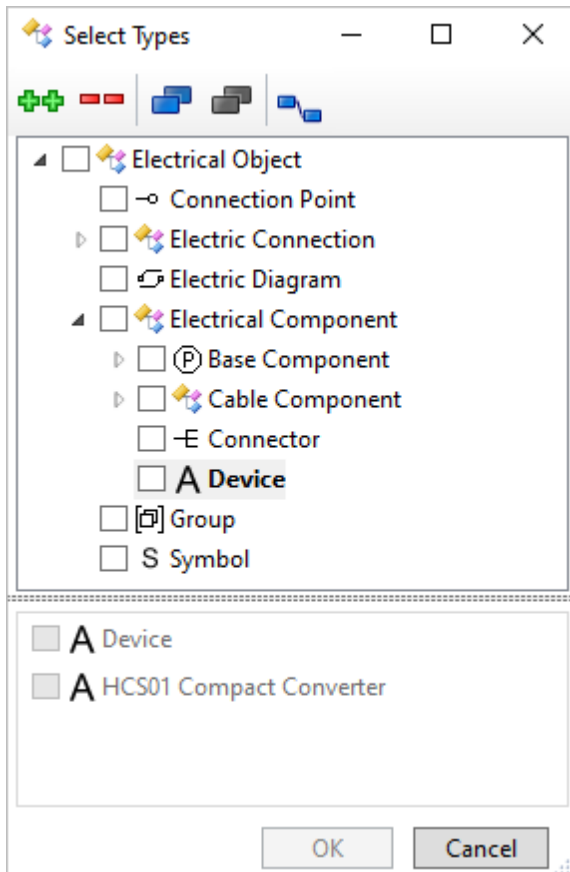 Select Types
Electrical Object
Connection Point
Electric Connection
Electric Diagram
Electrical Component
P Base Component
Cable Component
Connector
A Device
Group
S Symbol
A Device
A HCS01 Compact Converter
OK Cancel